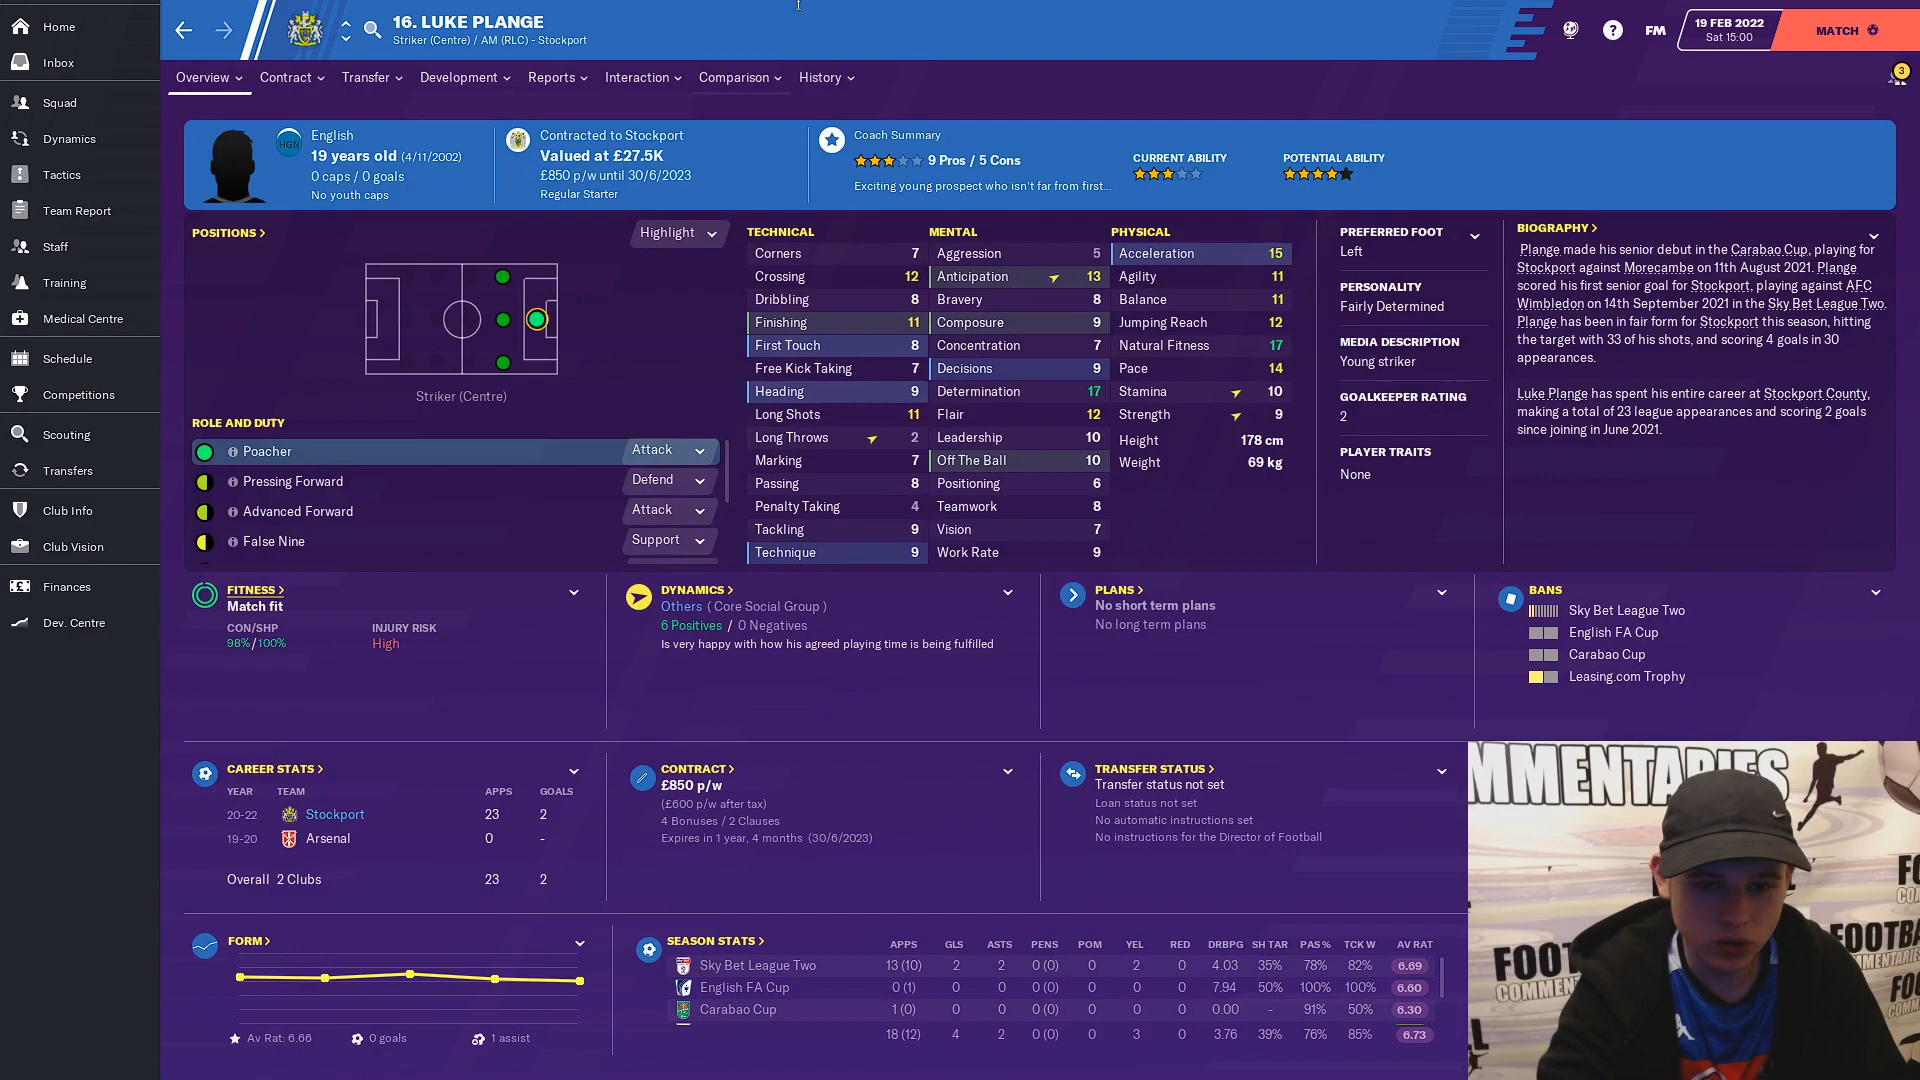 Home
Inbox
Squad
Dynamics
Tactics
Team Report
Staff
Training
Medical Centre
Schedule
Competitions
Scouting
Transfers
Club Info
Club Vision
Finances
Dev. Centre
16. LUKE PLANGE
Striker (Centre) / AM (RLC) - Stockport
FM
19 FEB 2022
Sat 15:00
MATCH
Overview Contract Transfer Development Reports Interaction Comparison History
3
HGN
English
19 years old (4/11/2002)
0 caps / 0 goals
No youth caps
Contracted to Stockport
Valued at £27.5K
£850 p/w until 30/6/2023
Regular Starter
Coach Summary
9 Pros / 5 Cons
Exciting young prospect who isn't far from first...
CURRENT ABILITY
POTENTIAL ABILITY
POSITIONS >
Highlight
Striker (Centre)
ROLE AND DUTY
Poacher Attack
Pressing Forward Defend
Advanced Forward Attack
False Nine Support
TECHNICAL
Corners 7
Crossing 12
Dribbling 8
Finishing 11
First Touch 8
Free Kick Taking 7
Heading 9
Long Shots 11
Long Throws 2
Marking 7
Passing 8
Penalty Taking 4
Tackling 9
Technique 9
MENTAL
Aggression 5
Anticipation 13
Bravery 8
Composure 9
Concentration 7
Decisions 9
Determination 17
Flair 12
Leadership 10
Off The Ball 10
Positioning 6
Teamwork 8
Vision 7
Work Rate 9
PHYSICAL
Acceleration 15
Agility 11
Balance 11
Jumping Reach 12
Natural Fitness 17
Pace 14
Stamina 10
Strength 9
Height 178 cm
Weight 69 kg
PREFERRED FOOT
Left
PERSONALITY
Fairly Determined
MEDIA DESCRIPTION
Young striker
GOALKEEPER RATING
2
PLAYER TRAITS
None
BIOGRAPHY >
Plange made his senior debut in the Carabao Cup, playing for
Stockport against Morecambe on 11th August 2021. Plange
scored his first senior goal for Stockport, playing against AFC
Wimbledon on 14th September 2021 in the Sky Bet League Two.
Plange has been in fair form for Stockport this season, hitting
the target with 33 of his shots, and scoring 4 goals in 30
appearances.
Luke Plange has spent his entire career at Stockport County,
making a total of 23 league appearances and scoring 2 goals
since joining in June 2021.
FITNESS >
Match fit
CON/SHP INJURY RISK
98%/100% High
DYNAMICS >
Others ( Core Social Group )
6 Positives / 0 Negatives
Is very happy with how his agreed playing time is being fulfilled
PLANS >
No short term plans
No long term plans
BANS
Sky Bet League Two
English FA Cup
Carabao Cup
Leasing.com Trophy
CAREER STATS >
YEAR TEAM APPS GOALS
20-22 Stockport 23 2
19-20 Arsenal 0 -
Overall 2 Clubs 23 2
CONTRACT >
£850 p/w
(£600 p/w after tax)
4 Bonuses / 2 Clauses
Expires in 1 year, 4 months (30/6/2023)
TRANSFER STATUS >
Transfer status not set
Loan status not set
No automatic instructions set
No instructions for the Director of Football
FORM >
Av Rat: 6.66 0 goals 1 assist
SEASON STATS > APPS GLS ASTS PENS POM YEL RED DRBPG SH TAR PAS % TCK W AV RAT
Sky Bet League Two 13 (10) 2 2 0 (0) 0 2 0 4.03 35% 78% 82% 6.69
English FA Cup 0 (1) 0 0 0 (0) 0 0 0 7.94 50% 100% 100% 6.60
Carabao Cup 1 (0) 0 0 0 (0) 0 0 0 0.00 - 91% 50% 6.30
18 (12) 4 2 0 (0) 0 3 0 3.76 39% 76% 85% 6.73
MMENTARIES